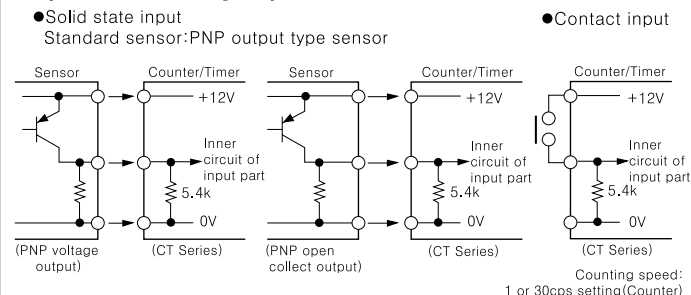 ●Solid state input
Standard sensor:PNP output type sensor
●Contact input
Sensor
Counter/Timer
Sensor
Counter/Timer
Counter/Timer
+12V
+12V
+12V
Inner
circuit of
input part
Inner
circuit of
input part
Inner
circuit of
input part
5.4k
5.4k
5.4k
0V
0V
0V
(PNP voltage
output)
(CT Series)
(PNP open
collect output)
(CT Series)
(CT Series)
Counting speed:
1 or 30cps setting(Counter)